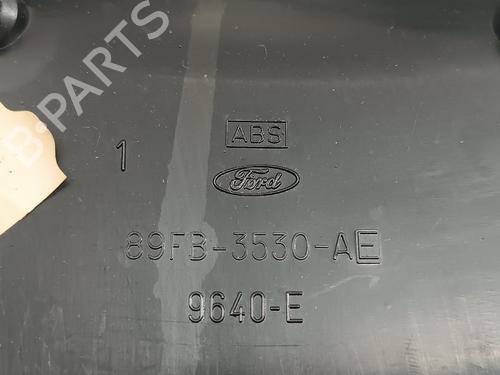 ABS
1
Ford
89FB-3530-AE
9640-E
B-PARTS